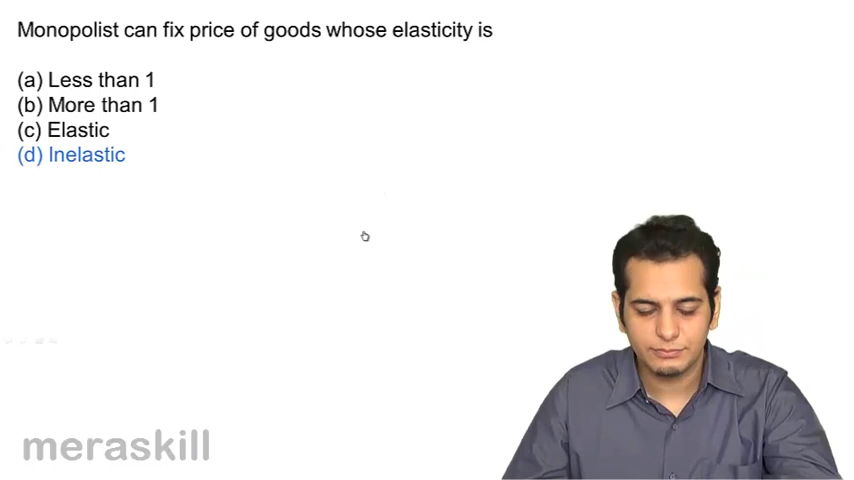 Monopolist can fix price of goods whose elasticity is
(a) Less than 1
(b) More than 1
(c) Elastic
(d) Inelastic
meraskill